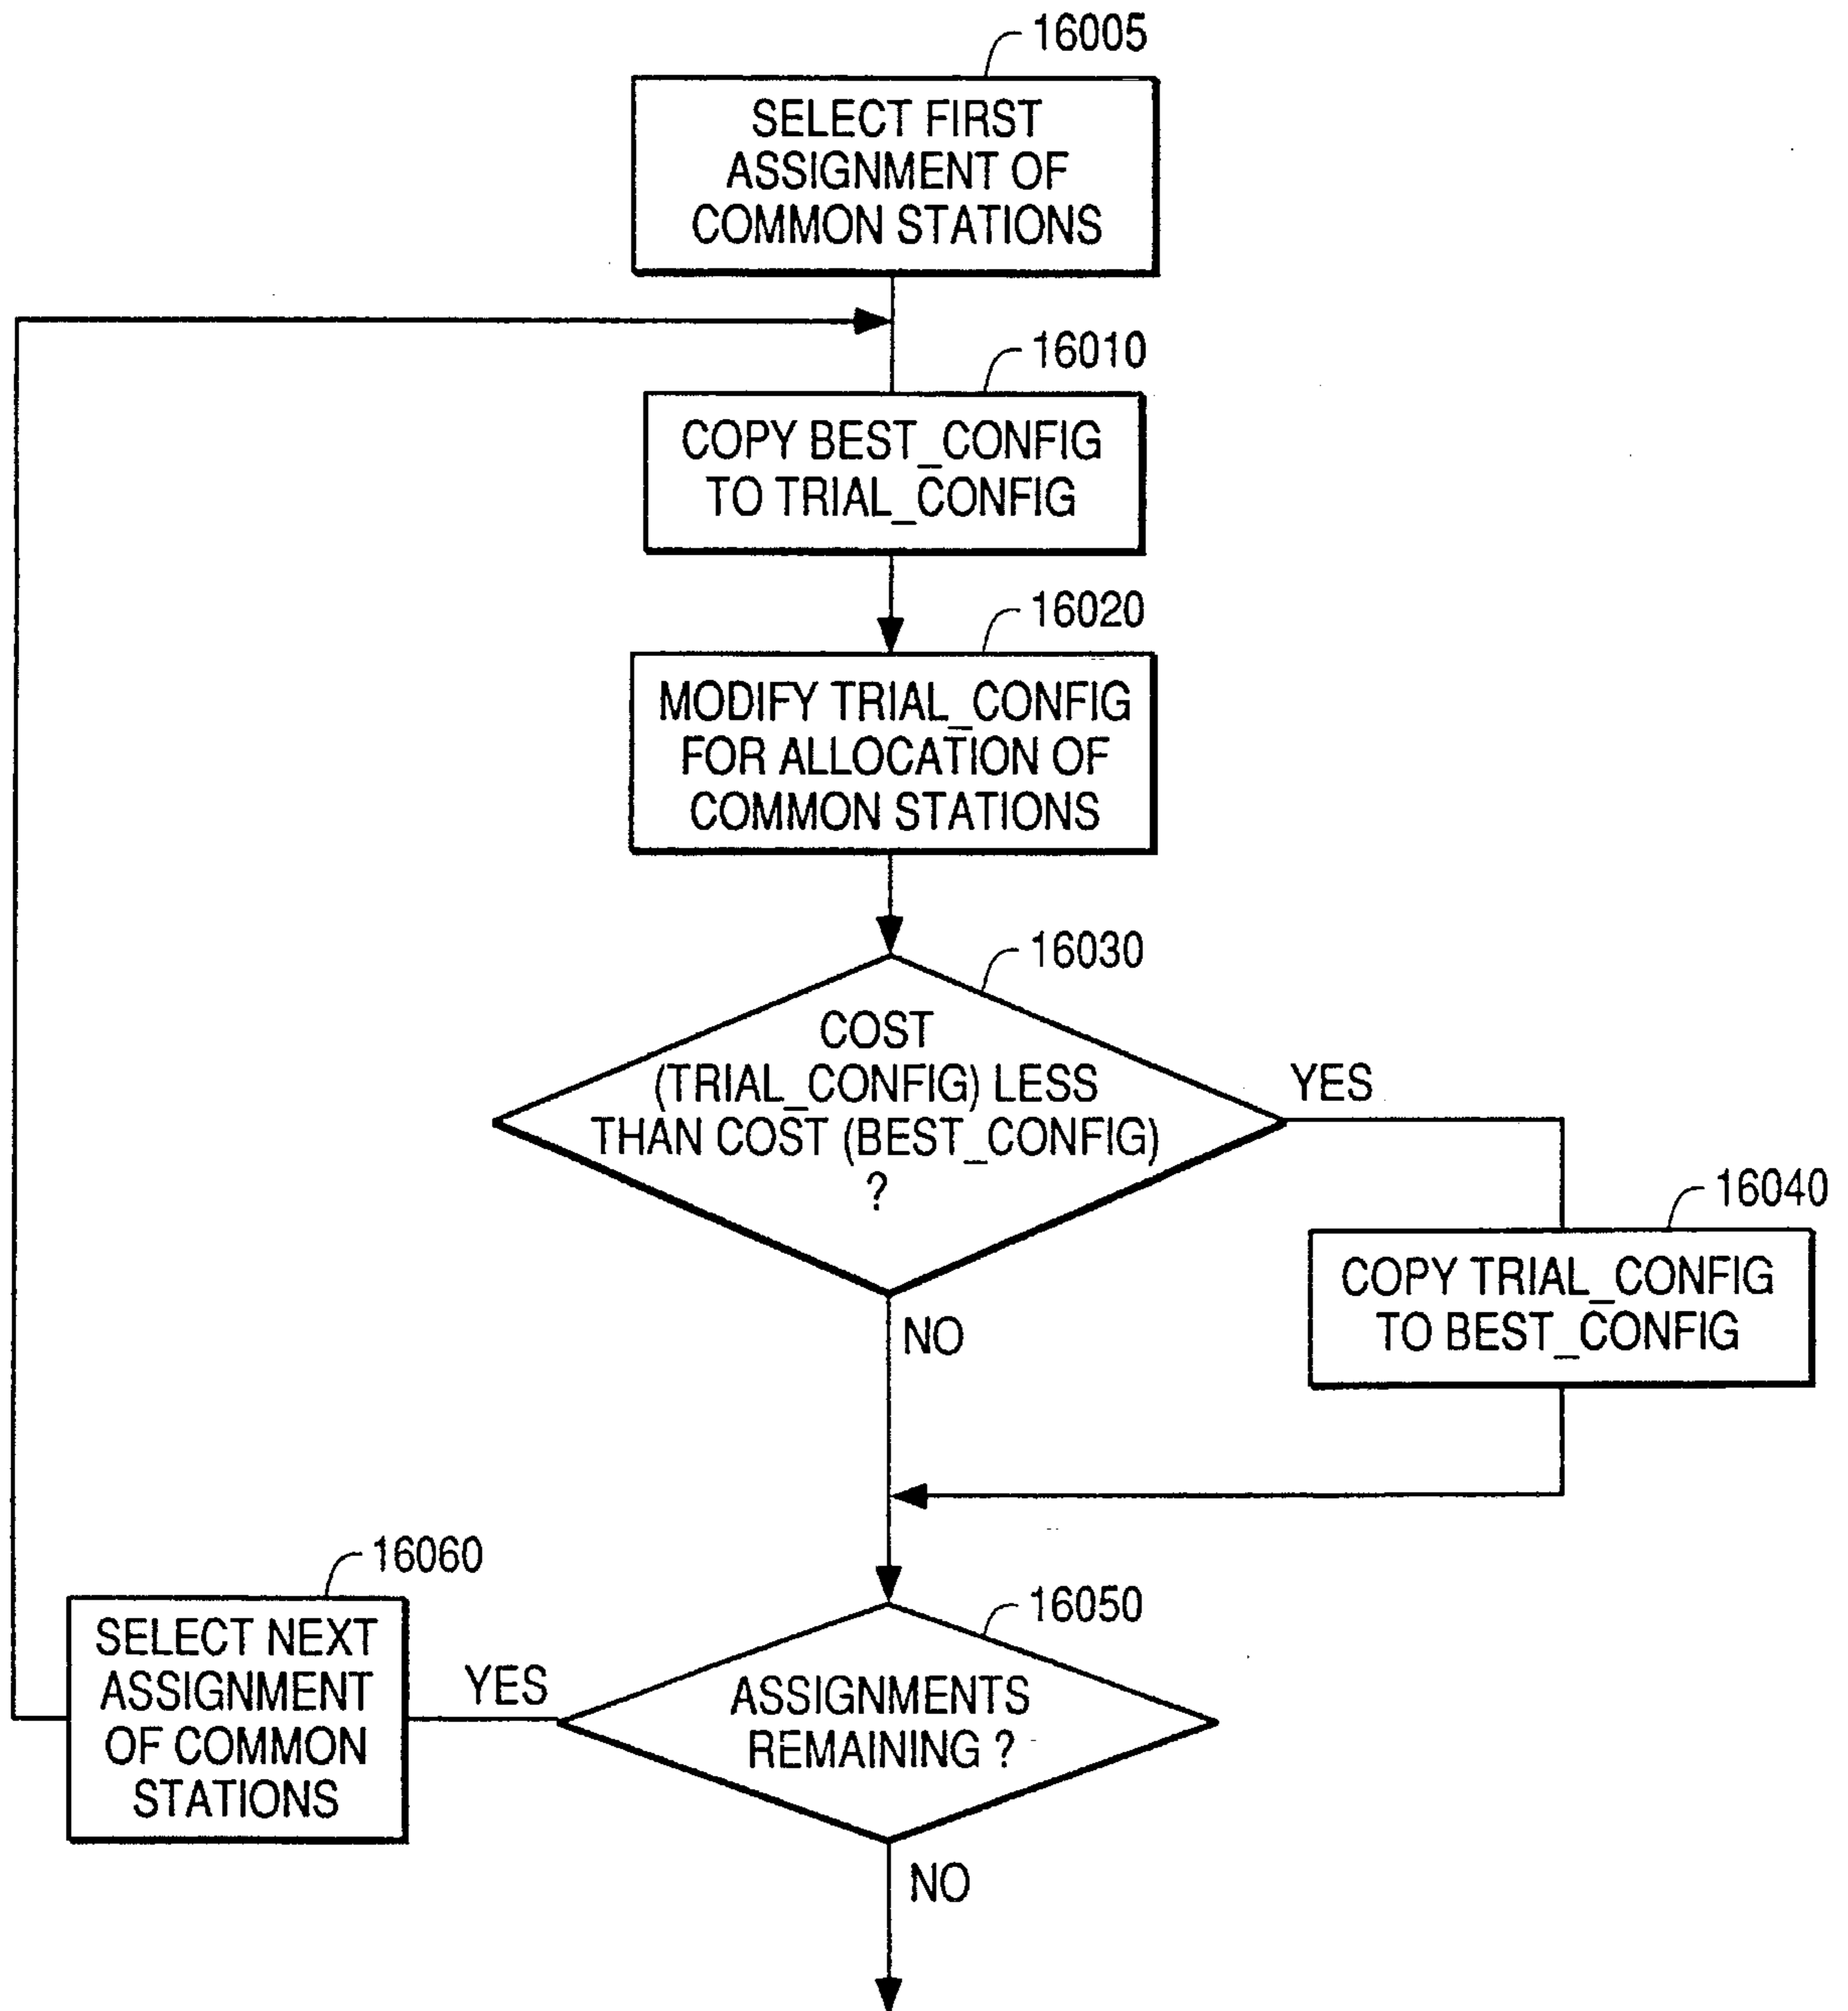 16005
SELECT FIRST
ASSIGNMENT OF
COMMON STATIONS
16010
COPY BEST_CONFIG
TO TRIAL_CONFIG
16020
MODIFY TRIAL_CONFIG
FOR ALLOCATION OF
COMMON STATIONS
16030
COST
(TRIAL_CONFIG) LESS
THAN COST (BEST_CONFIG)
?
YES
16040
COPY TRIAL_CONFIG
TO BEST_CONFIG
NO
16050
ASSIGNMENTS
REMAINING ?
YES
16060
SELECT NEXT
ASSIGNMENT
OF COMMON
STATIONS
NO